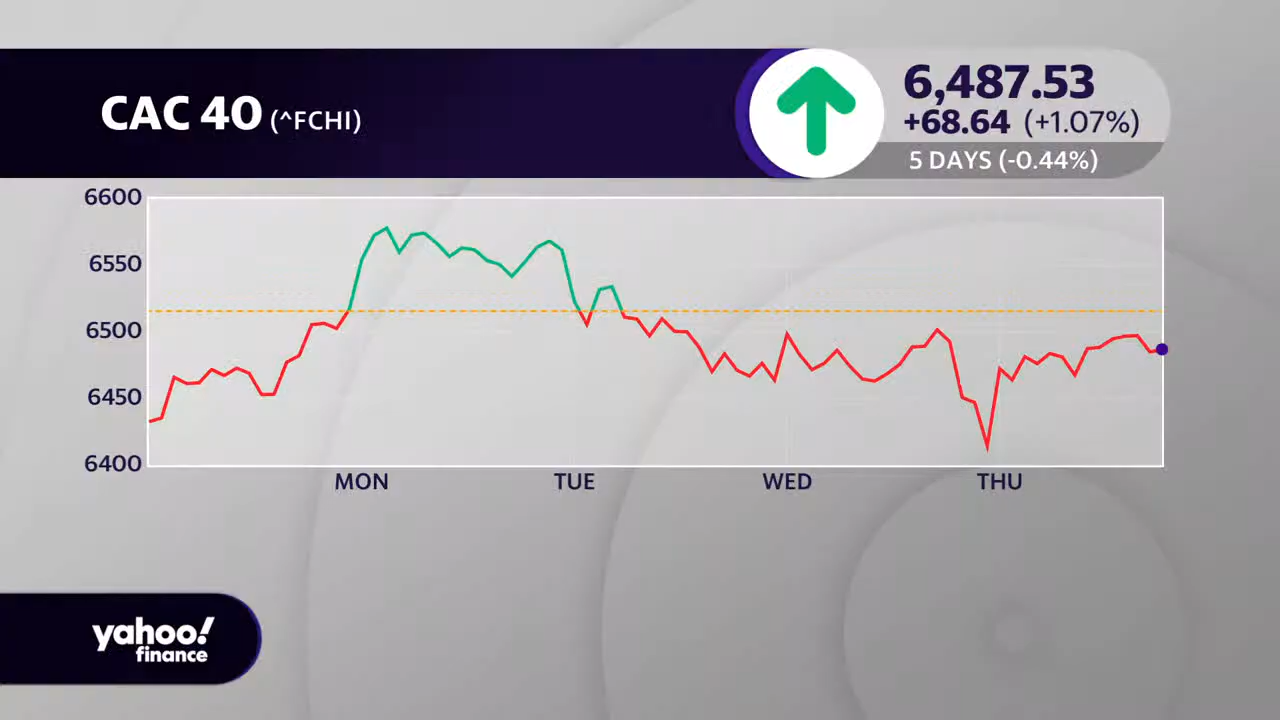 CAC 40 (^FCHI)
6,487.53
+68.64 (+1.07%)
5 DAYS (-0.44%)
6600
6550
6500
6450
6400
MON TUE WED THU
yahoo!
finance